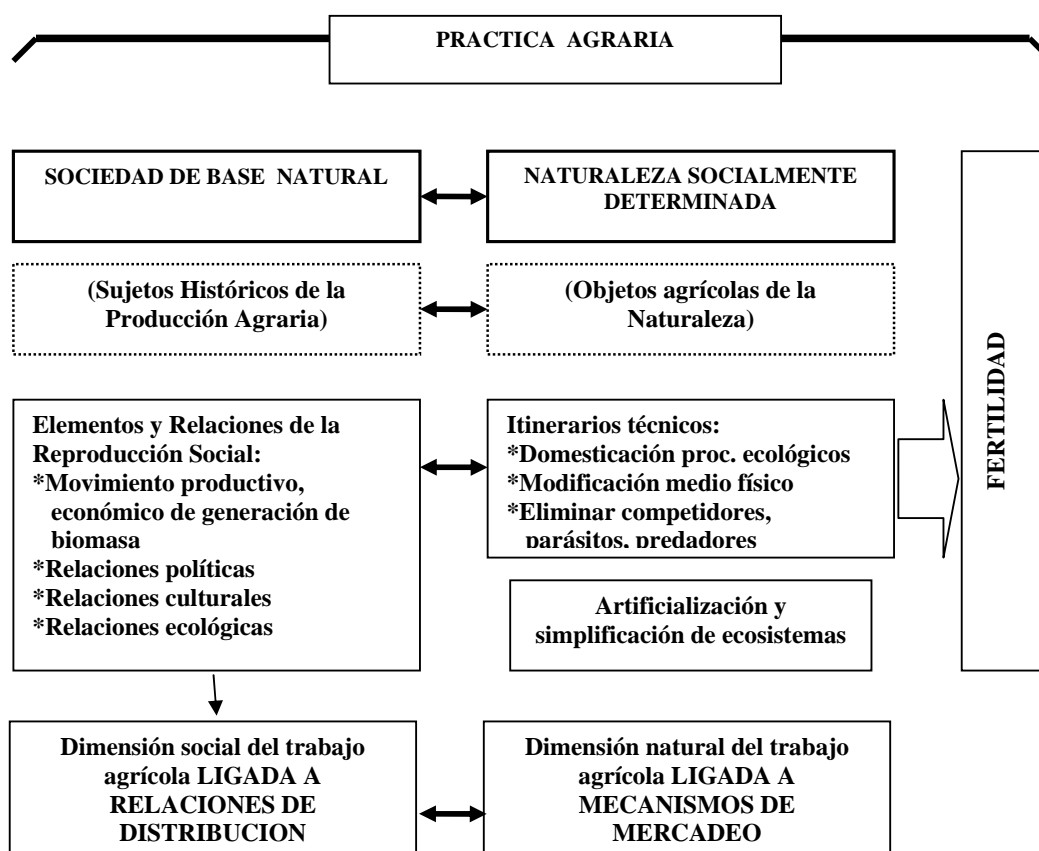 PRACTICA AGRARIA
SOCIEDAD DE BASE NATURAL
NATURALEZA SOCIALMENTE
DETERMINADA
(Sujetos Históricos de la
Producción Agraria)
(Objetos agrícolas de la
Naturaleza)
Elementos y Relaciones de la
Reproducción Social:
*Movimiento productivo,
económico de generación de
biomasa
*Relaciones políticas
*Relaciones culturales
*Relaciones ecológicas
Itinerarios técnicos:
*Domesticación proc. ecológicos
*Modificación medio físico
*Eliminar competidores,
parásitos, predadores
Artificialización y
simplificación de ecosistemas
FERTILIDAD
Dimensión social del trabajo
agrícola LIGADA A
RELACIONES DE
DISTRIBUCION
Dimensión natural del trabajo
agrícola LIGADA A
MECANISMOS DE
MERCADEO